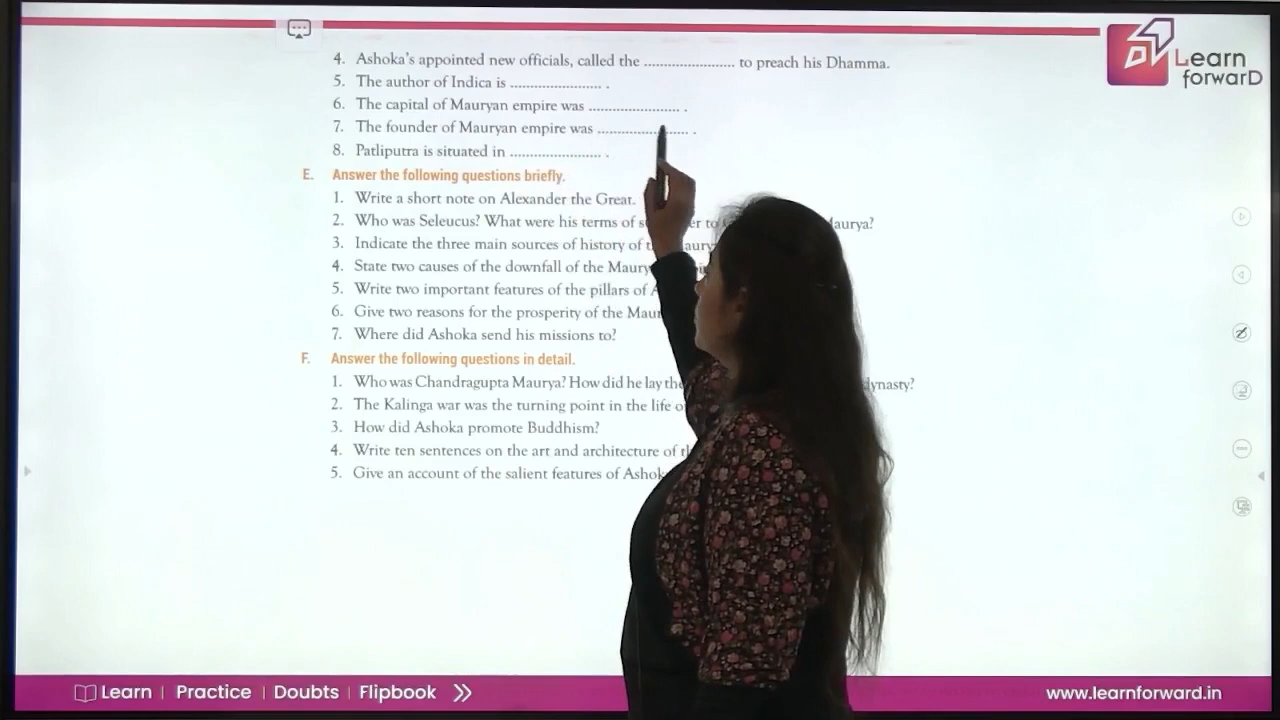 Learn
forwarD
4. Ashoka's appointed new officials, called the ........................ to preach his Dhamma.
5. The author of Indica is ........................ .
6. The capital of Mauryan empire was ........................ .
7. The founder of Mauryan empire was ........................ .
8. Patliputra is situated in ........................ .
E. Answer the following questions briefly.
1. Write a short note on Alexander the Great.
2. Who was Seleucus? What were his terms of to Maurya?
3. Indicate the three main sources of history of
4. State two causes of the downfall of the
5. Write two important features of the pillars of
6. Give two reasons for the prosperity of the
7. Where did Ashoka send his missions to?
F. Answer the following questions in detail.
1. Who was Chandragupta Maurya? How did he lay the dynasty?
2. The Kalinga war was the turning point in the life
3. How did Ashoka promote Buddhism?
4. Write ten sentences on the art and architecture of
5. Give an account of the salient features of
Learn | Practice | Doubts | Flipbook
www.learnforward.in